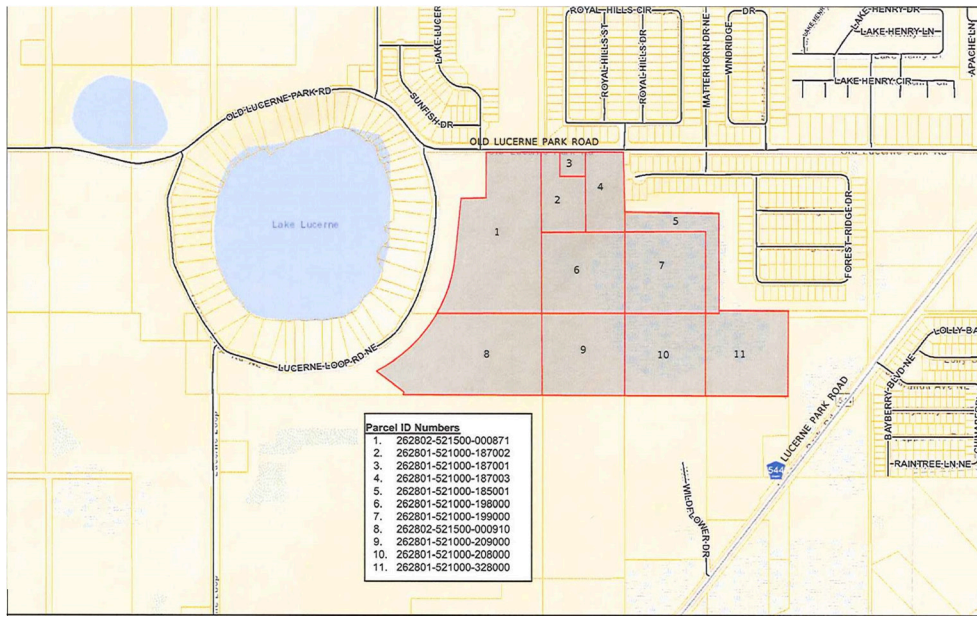 ROYAL HILLS CIR
DR
LAKE-HENRY-DR
LAKE-HENRY-LN
LAKE-HENRY-CIR
APACHE-LN
LAKE-LUCER
ROYAL-HILLS-ST
ROYAL-HILLS-DR
MATTERHORN-DR-NE
WINDRIDGE
OLD-LUCERNE-PARK-RD
SUNFISH-DR
OLD LUCERNE PARK ROAD
Old Lucerne Park Rd
3
4
2
1
5
6
7
Lake Lucerne
FOREST-RIDGE-DR
LUCERNE-LOOP-RD-NE
8
9
10
11
LOLLY-BA
BAYBERRY-BLVD-NE
LUCERNE PARK ROAD
544
RAINTREE-LN-NE
WILDFLOWER-DR
Parcel ID Numbers
1. 262802-521500-000871
2. 262801-521000-187002
3. 262801-521000-187001
4. 262801-521000-187003
5. 262801-521000-185001
6. 262801-521000-198000
7. 262801-521000-199000
8. 262802-521500-000910
9. 262801-521000-209000
10. 262801-521000-208000
11. 262801-521000-328000